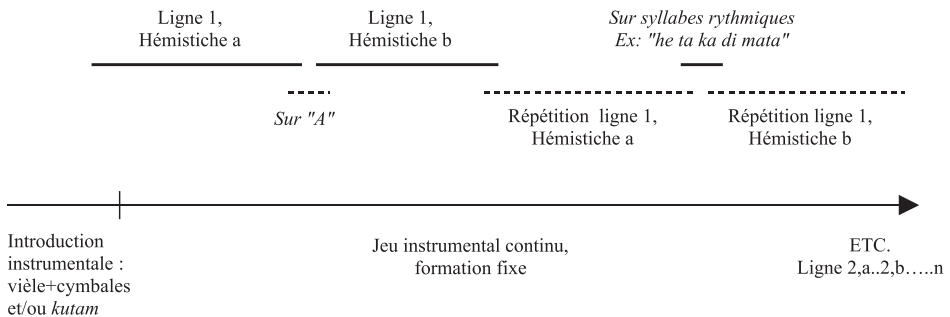 Ligne 1,
Hémistiche a
Ligne 1,
Hémistiche b
Sur syllabes rythmiques
Ex: "he ta ka di mata"
Sur "A"
Répétition ligne 1,
Hémistiche a
Répétition ligne 1,
Hémistiche b
Introduction
instrumentale :
vièle+cymbales
et/ou kutam
Jeu instrumental continu,
formation fixe
ETC.
Ligne 2,a..2,b…..n